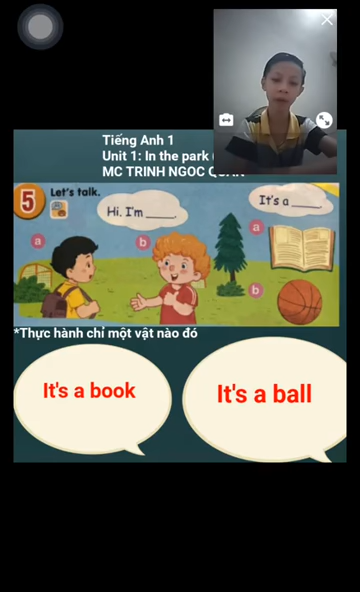 Tiếng Anh 1
Unit 1: In the park
MC TRINH NGOC QUAN
5 Let's talk.
Hi. I'm ____.
It's a ____.
a
b
a
b
*Thực hành chỉ một vật nào đó
It's a book
It's a ball